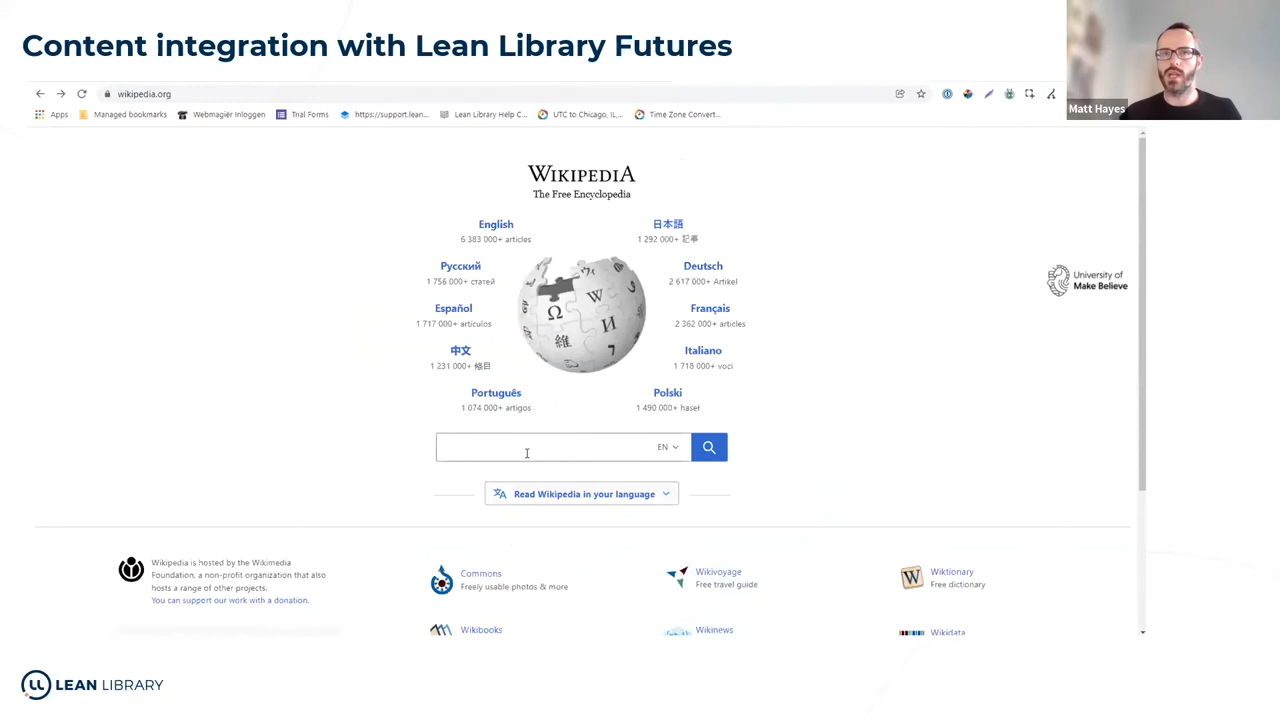 Content integration with Lean Library Futures
Matt Hayes
wikipedia.org
Apps
Managed bookmarks
Webmagiër Inloggen
Trial Forms
https://support.lean...
Lean Library Help C...
UTC to Chicago, IL,...
Time Zone Convert...
WIKIPEDIA
The Free Encyclopedia
English
6 383 000+ articles
日本語
1 292 000+ 記事
Русский
1 756 000+ статей
Deutsch
2 617 000+ Artikel
Español
1 717 000+ artículos
Français
2 362 000+ articles
中文
1 231 000+ 條目
Italiano
1 718 000+ voci
Português
1 074 000+ artigos
Polski
1 490 000+ haseł
University of
Make Believe
Ω
W
И
維
EN
Read Wikipedia in your language
Wikipedia is hosted by the Wikimedia
Foundation, a non-profit organization that also
hosts a range of other projects.
You can support our work with a donation.
Commons
Freely usable photos & more
Wikivoyage
Free travel guide
W
Wiktionary
Free dictionary
Wikibooks
Wikinews
Wikidata
LEAN LIBRARY